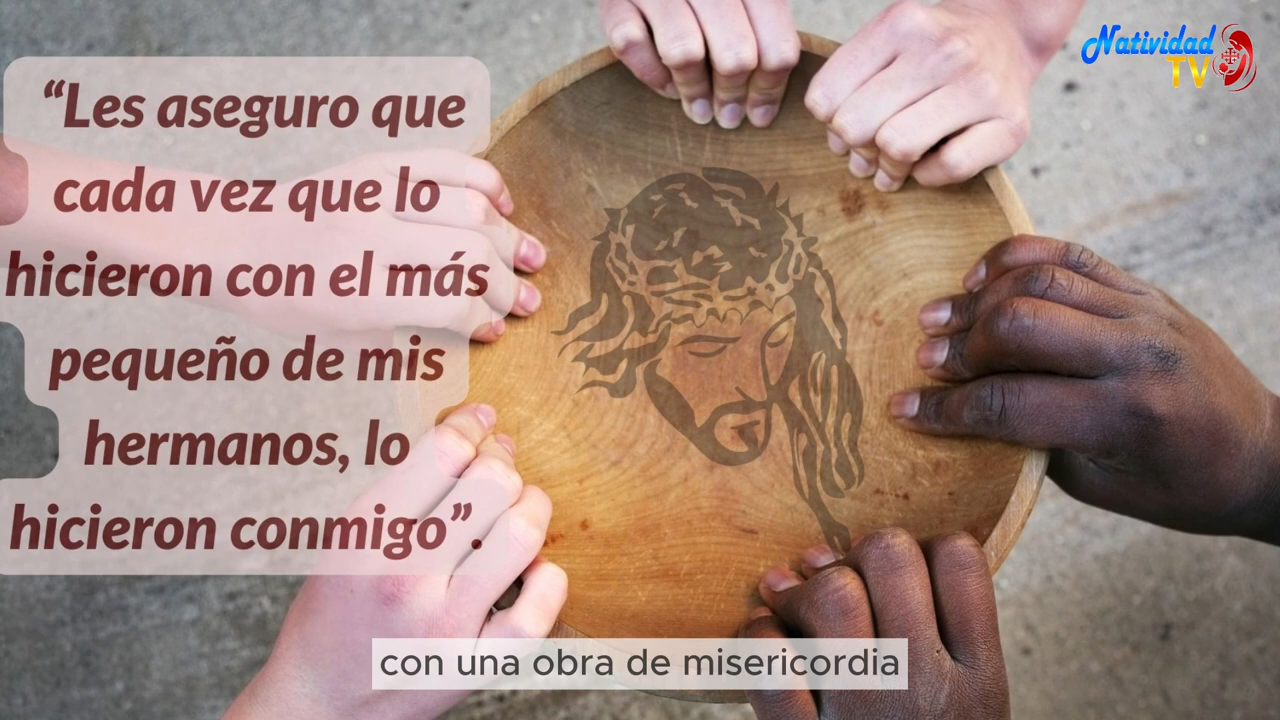 Natividad
TV
“Les aseguro que
cada vez que lo
hicieron con el más
pequeño de mis
hermanos, lo
hicieron conmigo”.
con una obra de misericordia